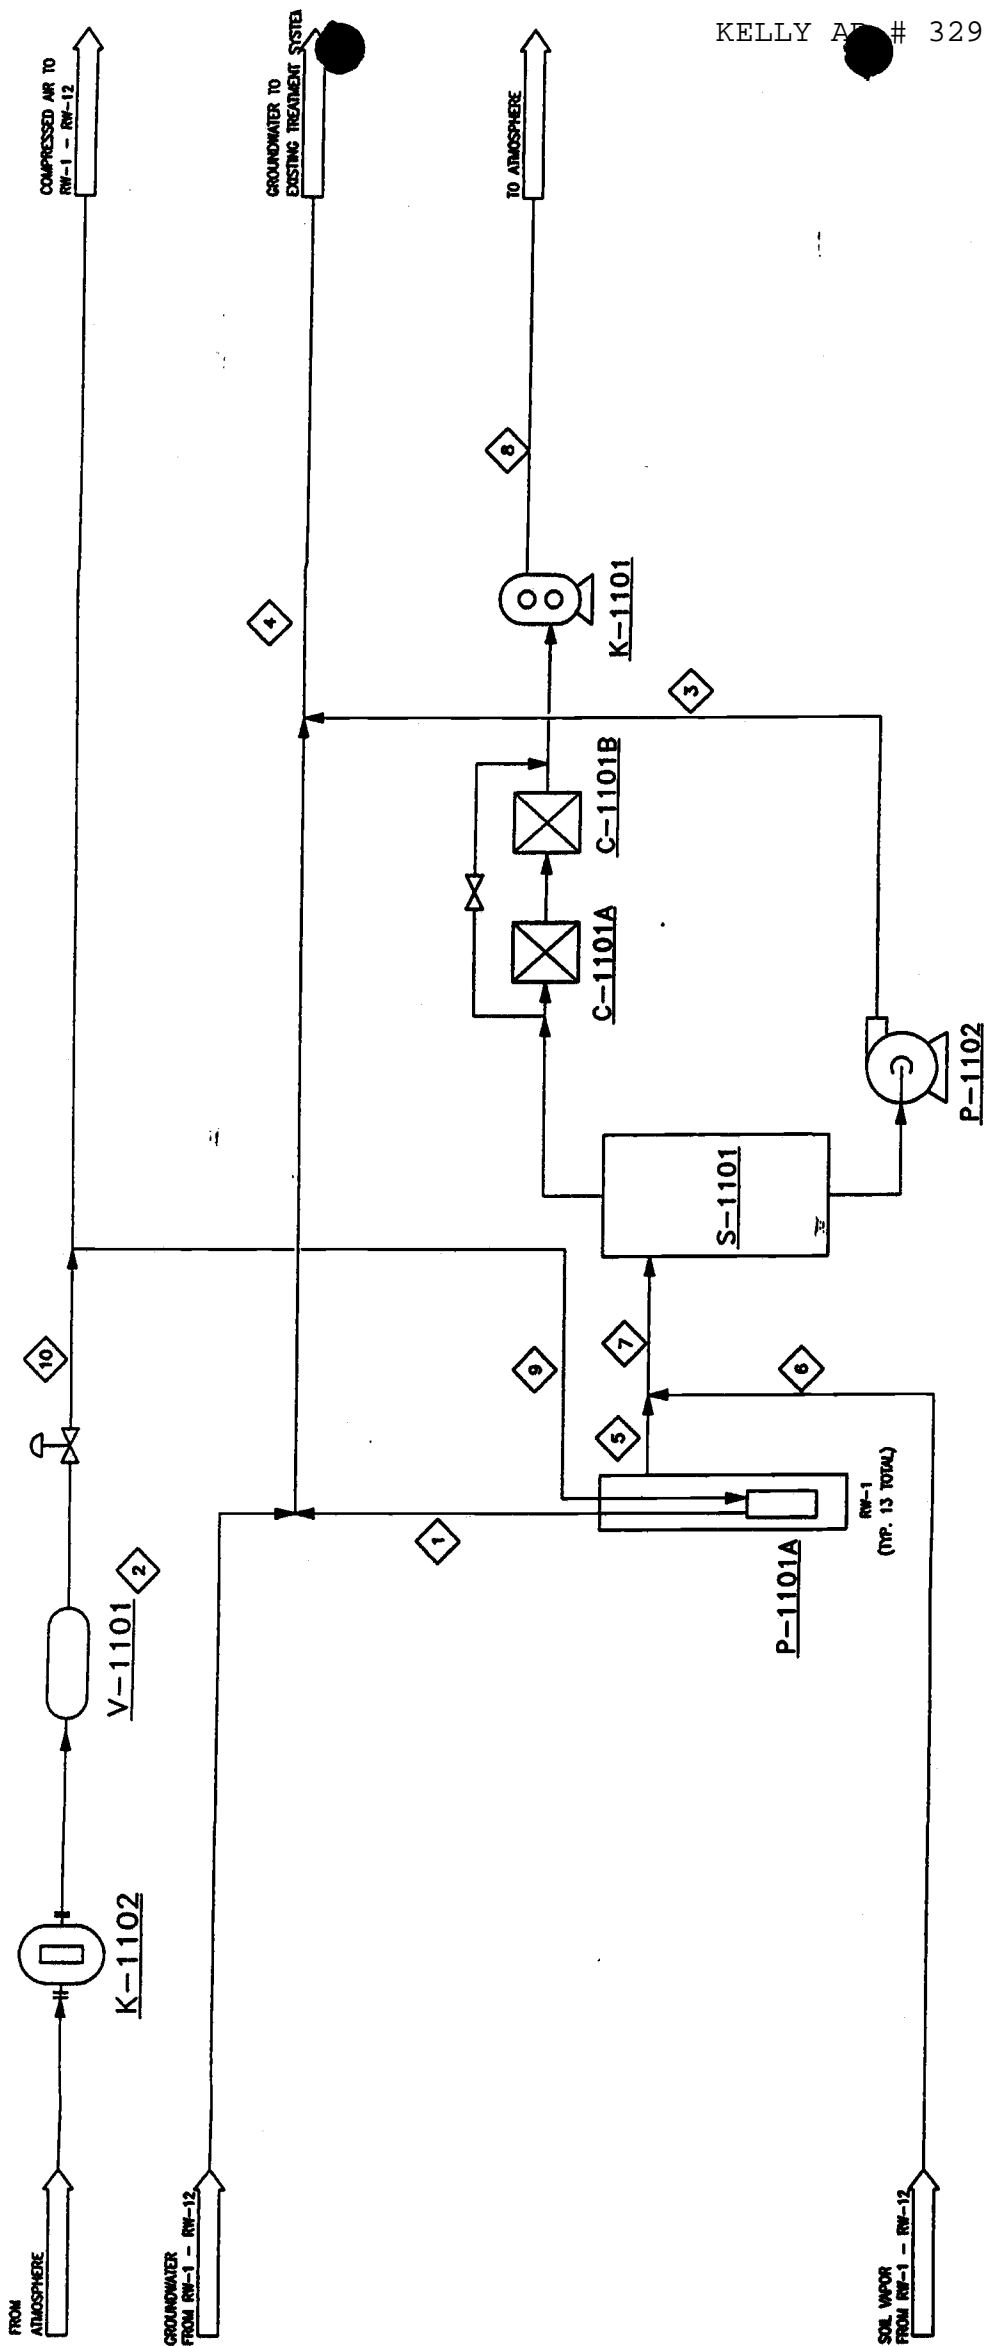 KELLY A # 329
COMPRESSED AIR TO
RW-1 - RW-12
GROUNDWATER TO
EXISTING TREATMENT SYSTEM
TO ATMOSPHERE
10
4
8
K-1101
3
C-1101B
C-1101A
P-1102
S-1101
7
9
6
5
RW-1
(TYP. 13 TOTAL)
1
P-1101A
2
V-1101
K-1102
FROM
ATMOSPHERE
GROUNDWATER
FROM RW-1 - RW-12
SOIL VAPOR
FROM RW-1 - RW-12